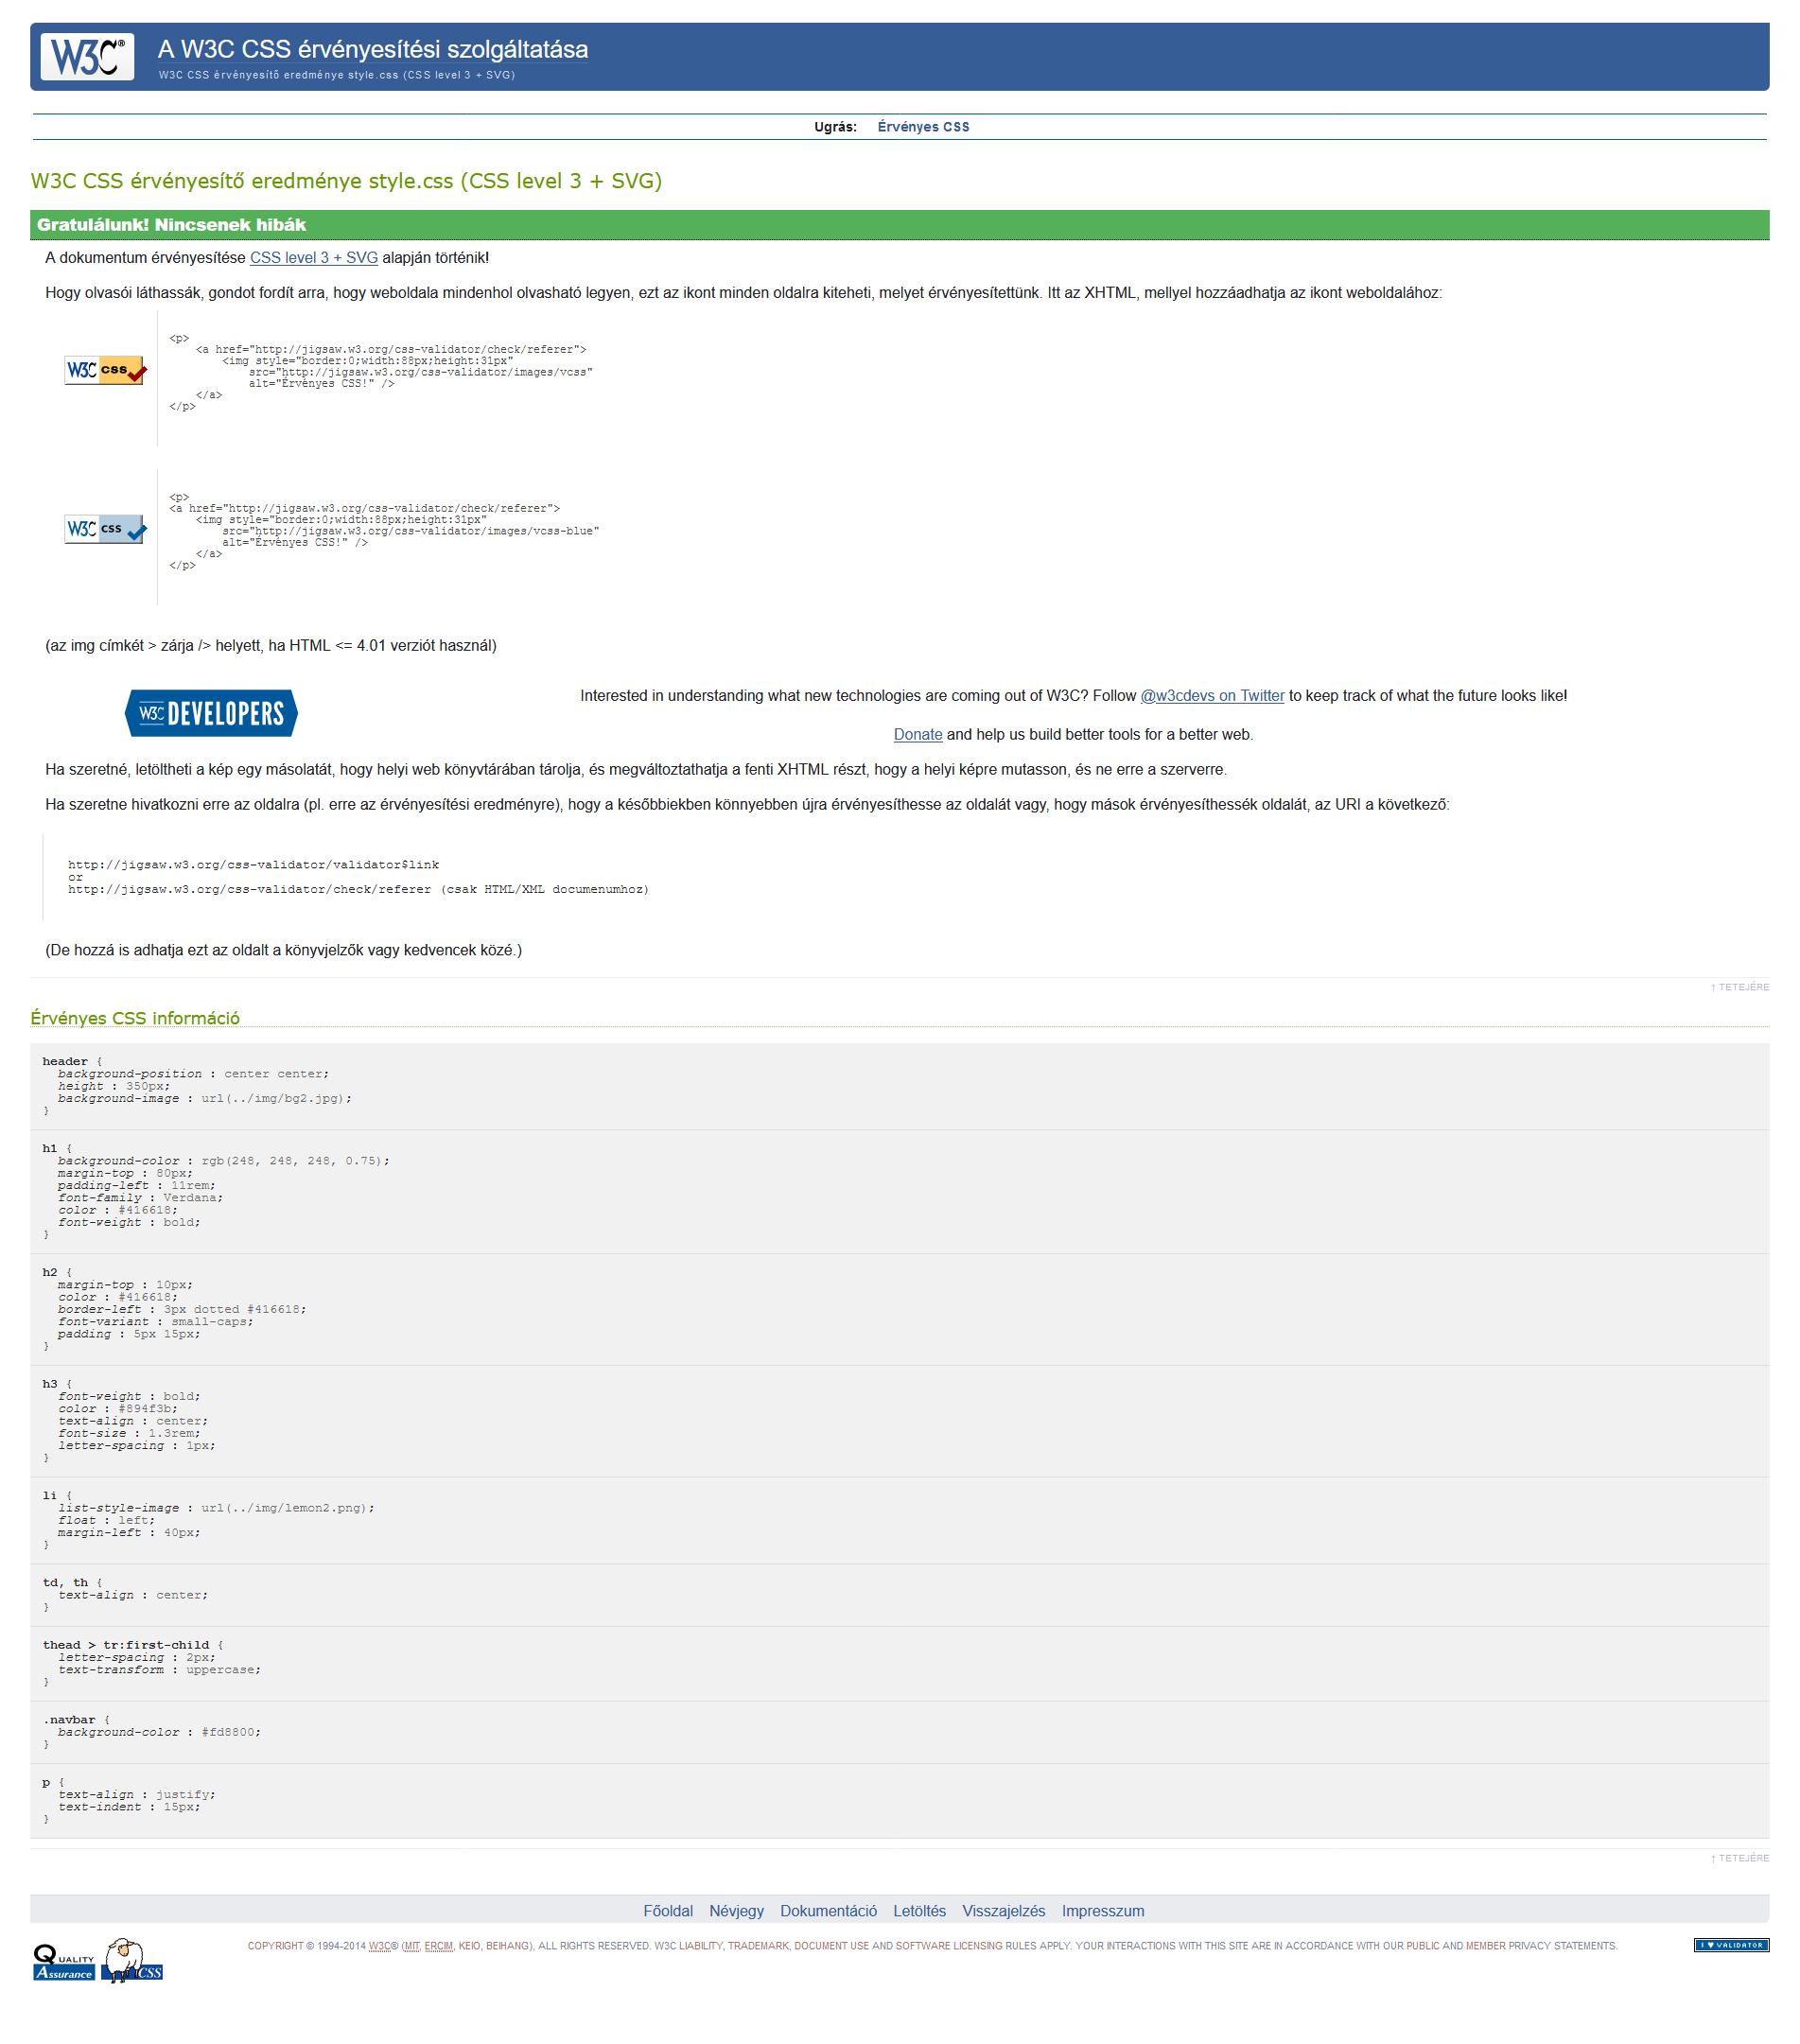 W3C®
A W3C CSS érvényesítési szolgáltatása
W3C CSS érvényesítő eredménye style.css (CSS level 3 + SVG)
Ugrás: Érvényes CSS
W3C CSS érvényesítő eredménye style.css (CSS level 3 + SVG)
Gratulálunk! Nincsenek hibák
A dokumentum érvényesítése CSS level 3 + SVG alapján történik!
Hogy olvasói láthassák, gondot fordít arra, hogy weboldala mindenhol olvasható legyen, ezt az ikont minden oldalra kiteheti, melyet érvényesítettünk. Itt az XHTML, mellyel hozzáadhatja az ikont weboldalához:
W3C css
<p>
<a href="http://jigsaw.w3.org/css-validator/check/referer">
<img style="border:0;width:88px;height:31px"
src="http://jigsaw.w3.org/css-validator/images/vcss"
alt="Érvényes CSS!" />
</a>
</p>
W3C css
<p>
<a href="http://jigsaw.w3.org/css-validator/check/referer">
<img style="border:0;width:88px;height:31px"
src="http://jigsaw.w3.org/css-validator/images/vcss-blue"
alt="Érvényes CSS!" />
</a>
</p>
(az img címkét > zárja /> helyett, ha HTML <= 4.01 verziót használ)
W3C DEVELOPERS
Interested in understanding what new technologies are coming out of W3C? Follow @w3cdevs on Twitter to keep track of what the future looks like!
Donate and help us build better tools for a better web.
Ha szeretné, letöltheti a kép egy másolatát, hogy helyi web könyvtárában tárolja, és megváltoztathatja a fenti XHTML részt, hogy a helyi képre mutasson, és ne erre a szerverre.
Ha szeretne hivatkozni erre az oldalra (pl. erre az érvényesítési eredményre), hogy a későbbiekben könnyebben újra érvényesíthesse az oldalát vagy, hogy mások érvényesíthessék oldalát, az URI a következő:
http://jigsaw.w3.org/css-validator/validator$link
or
http://jigsaw.w3.org/css-validator/check/referer (csak HTML/XML documenumhoz)
(De hozzá is adhatja ezt az oldalt a könyvjelzők vagy kedvencek közé.)
↑ TETEJÉRE
Érvényes CSS információ
header {
background-position : center center;
height : 350px;
background-image : url(../img/bg2.jpg);
}
h1 {
background-color : rgb(248, 248, 248, 0.75);
margin-top : 80px;
padding-left : 11rem;
font-family : Verdana;
color : #416618;
font-weight : bold;
}
h2 {
margin-top : 10px;
color : #416618;
border-left : 3px dotted #416618;
font-variant : small-caps;
padding : 5px 15px;
}
h3 {
font-weight : bold;
color : #894f3b;
text-align : center;
font-size : 1.3rem;
letter-spacing : 1px;
}
li {
list-style-image : url(../img/lemon2.png);
float : left;
margin-left : 40px;
}
td, th {
text-align : center;
}
thead > tr:first-child {
letter-spacing : 2px;
text-transform : uppercase;
}
.navbar {
background-color : #fd8800;
}
p {
text-align : justify;
text-indent : 15px;
}
↑ TETEJÉRE
Főoldal Névjegy Dokumentáció Letöltés Visszajelzés Impresszum
QUALITY Assurance CSS
COPYRIGHT © 1994-2014 W3C® (MIT, ERCIM, KEIO, BEIHANG), ALL RIGHTS RESERVED. W3C LIABILITY, TRADEMARK, DOCUMENT USE AND SOFTWARE LICENSING RULES APPLY. YOUR INTERACTIONS WITH THIS SITE ARE IN ACCORDANCE WITH OUR PUBLIC AND MEMBER PRIVACY STATEMENTS.
I ♥ VALIDATOR